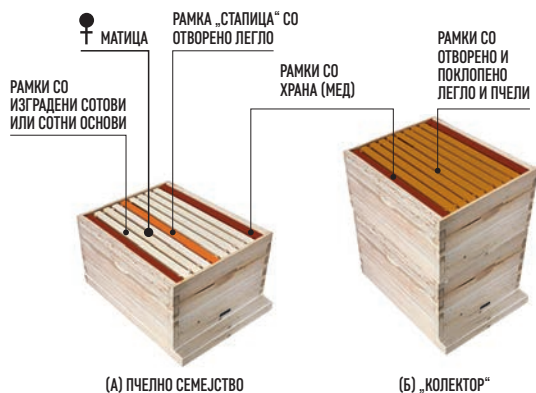 МАТИЦА
РАМКА „СТАПИЦА“ СО
ОТВОРЕНО ЛЕГЛО
РАМКИ СО
ИЗГРАДЕНИ СОТОВИ
ИЛИ СОТНИ ОСНОВИ
РАМКИ СО
ХРАНА (МЕД)
РАМКИ СО
ОТВОРЕНО И
ПОКЛОПЕНО
ЛЕГЛО И ПЧЕЛИ
(А) ПЧЕЛНО СЕМЕЈСТВО
(Б) „КОЛЕКТОР“